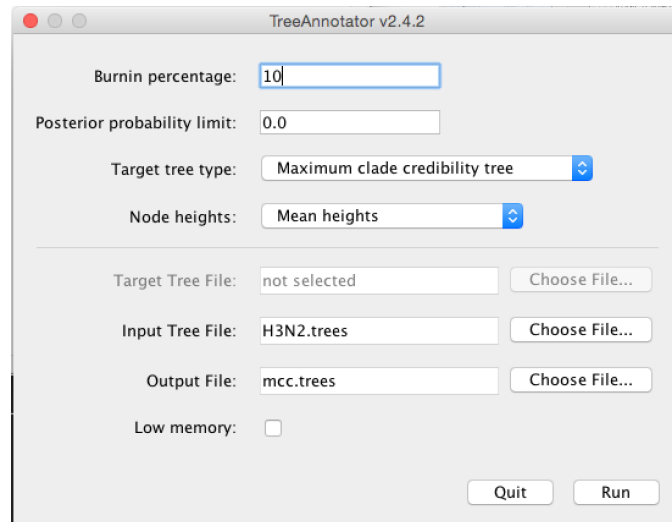 TreeAnnotator v2.4.2
Burnin percentage: 10
Posterior probability limit: 0.0
Target tree type: Maximum clade credibility tree
Node heights: Mean heights
Target Tree File: not selected Choose File...
Input Tree File: H3N2.trees Choose File...
Output File: mcc.trees Choose File...
Low memory:
Quit Run